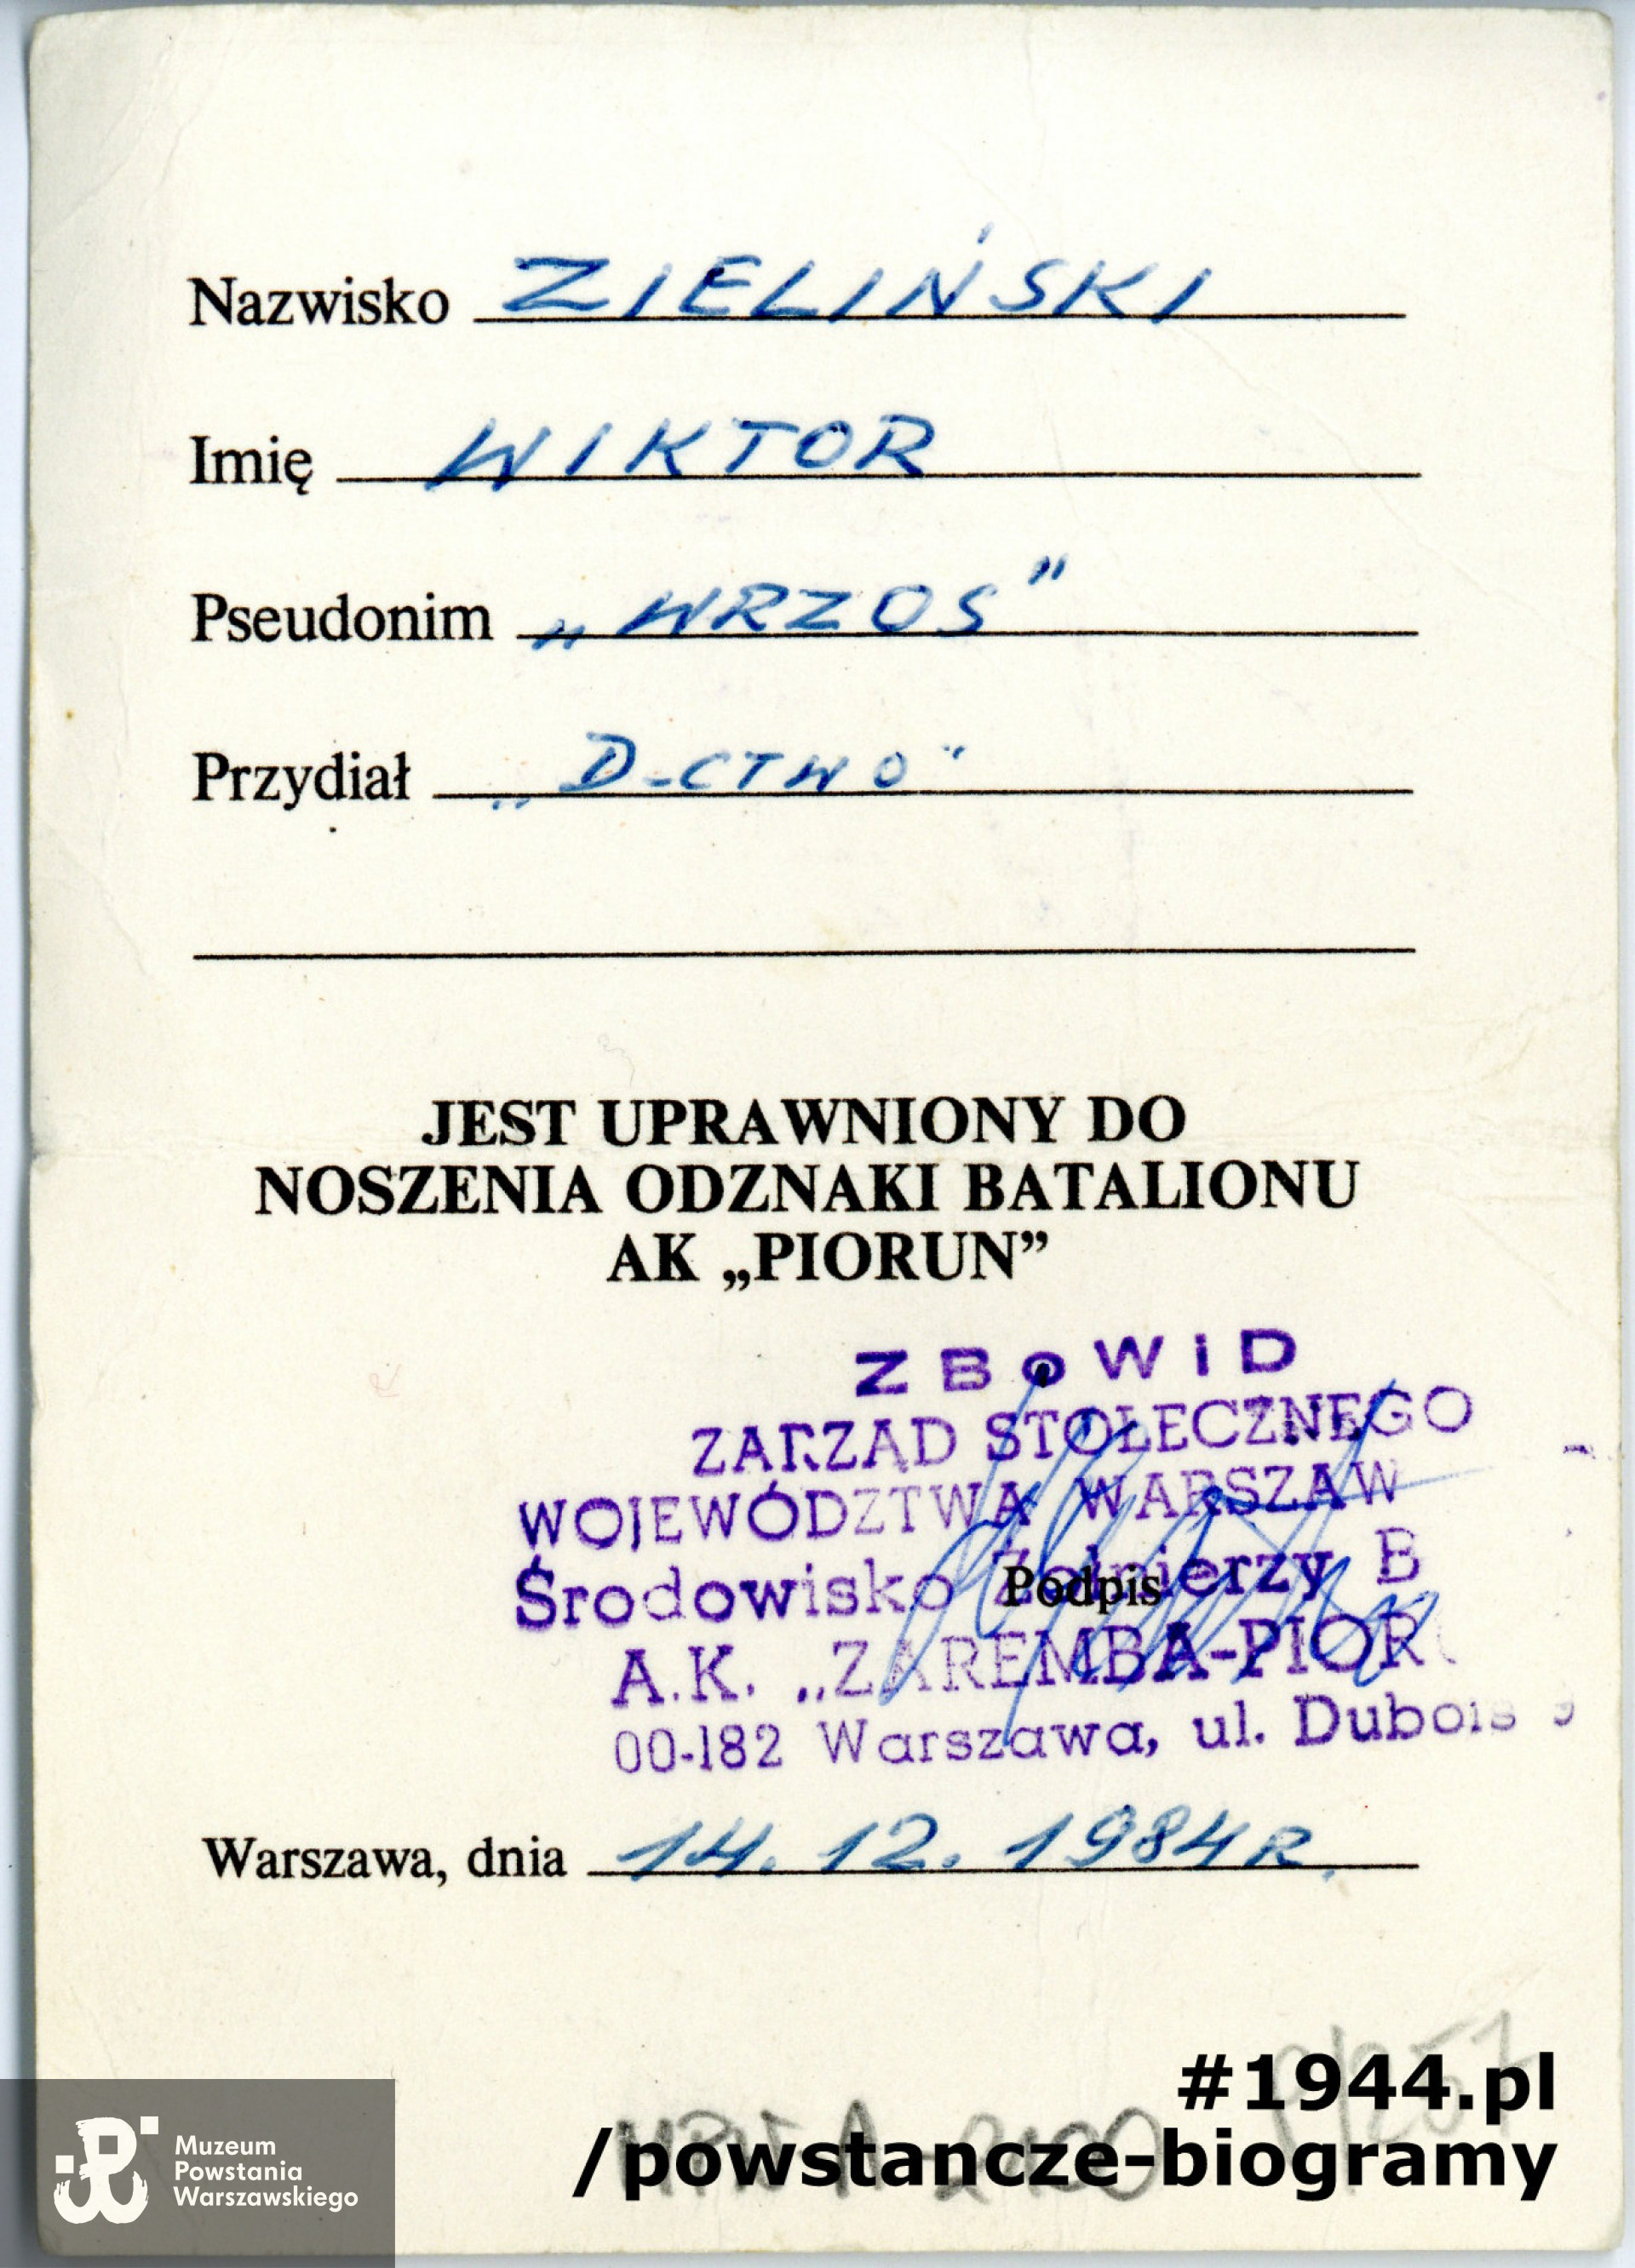 Nazwisko ZIELIŃSKI
Imię WIKTOR
Pseudonim „WRZOS"
Przydiał „D-CTWO"
JEST UPRAWNIONY DO
NOSZENIA ODZNAKI BATALIONU
AK „PIORUN”
ZBoWiD
ZARZĄD STOŁECZNEGO
WOJEWÓDZTWA WARSZAW
Środowisko Żołnierzy B
Podpis
A.K. „ZAREMBA-PIOR
00-182 Warszawa, ul. Dubois
Warszawa, dnia 14.12.1984R.
#1944.pl
/powstancze-biogramy
Muzeum
Powstania
Warszawskiego